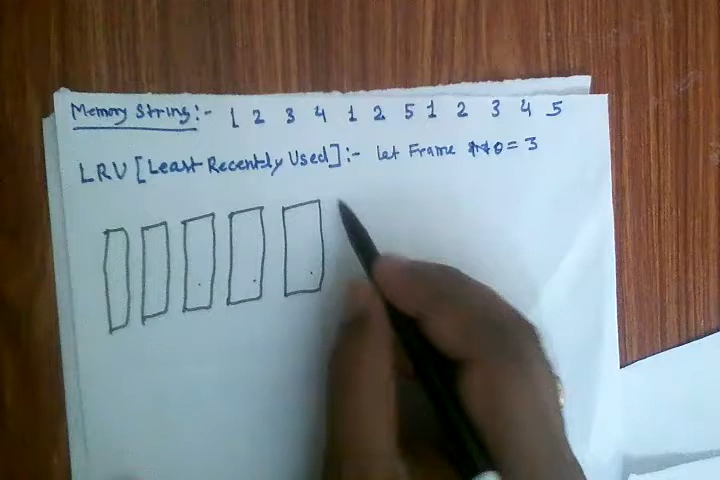 Memory String:- 1 2 3 4 1 2 5 1 2 3 4 5
LRU [Least Recently Used]:- let Frame = 3